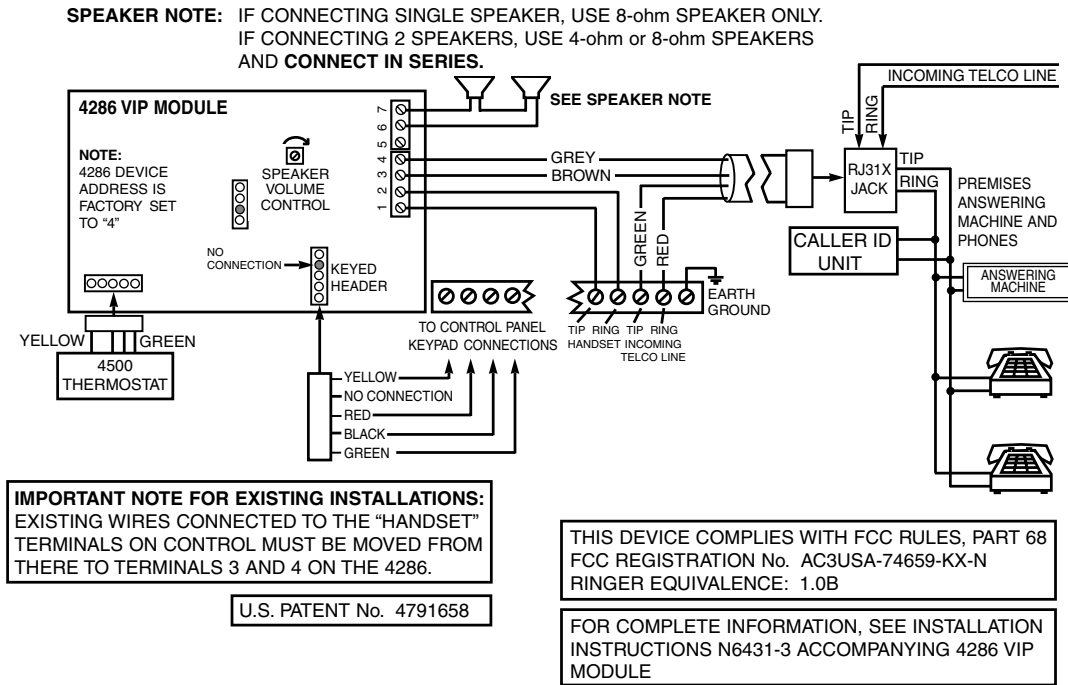 SPEAKER NOTE: IF CONNECTING SINGLE SPEAKER, USE 8-ohm SPEAKER ONLY.
IF CONNECTING 2 SPEAKERS, USE 4-ohm or 8-ohm SPEAKERS
AND CONNECT IN SERIES.
INCOMING TELCO LINE
TIP
RING
SEE SPEAKER NOTE
4286 VIP MODULE
NOTE:
4286 DEVICE
ADDRESS IS
FACTORY SET
TO “4”
SPEAKER
VOLUME
CONTROL
7
6
5
4
3
2
1
NO
CONNECTION
KEYED
HEADER
GREY
BROWN
GREEN
RED
RJ31X
JACK
TIP
RING
PREMISES
ANSWERING
MACHINE AND
PHONES
CALLER ID
UNIT
ANSWERING
MACHINE
EARTH
GROUND
TIP RING TIP RING
HANDSET INCOMING
TELCO LINE
TO CONTROL PANEL
KEYPAD CONNECTIONS
YELLOW
GREEN
4500
THERMOSTAT
YELLOW
NO CONNECTION
RED
BLACK
GREEN
IMPORTANT NOTE FOR EXISTING INSTALLATIONS:
EXISTING WIRES CONNECTED TO THE “HANDSET”
TERMINALS ON CONTROL MUST BE MOVED FROM
THERE TO TERMINALS 3 AND 4 ON THE 4286.
U.S. PATENT No. 4791658
THIS DEVICE COMPLIES WITH FCC RULES, PART 68
FCC REGISTRATION No. AC3USA-74659-KX-N
RINGER EQUIVALENCE: 1.0B
FOR COMPLETE INFORMATION, SEE INSTALLATION
INSTRUCTIONS N6431-3 ACCOMPANYING 4286 VIP
MODULE